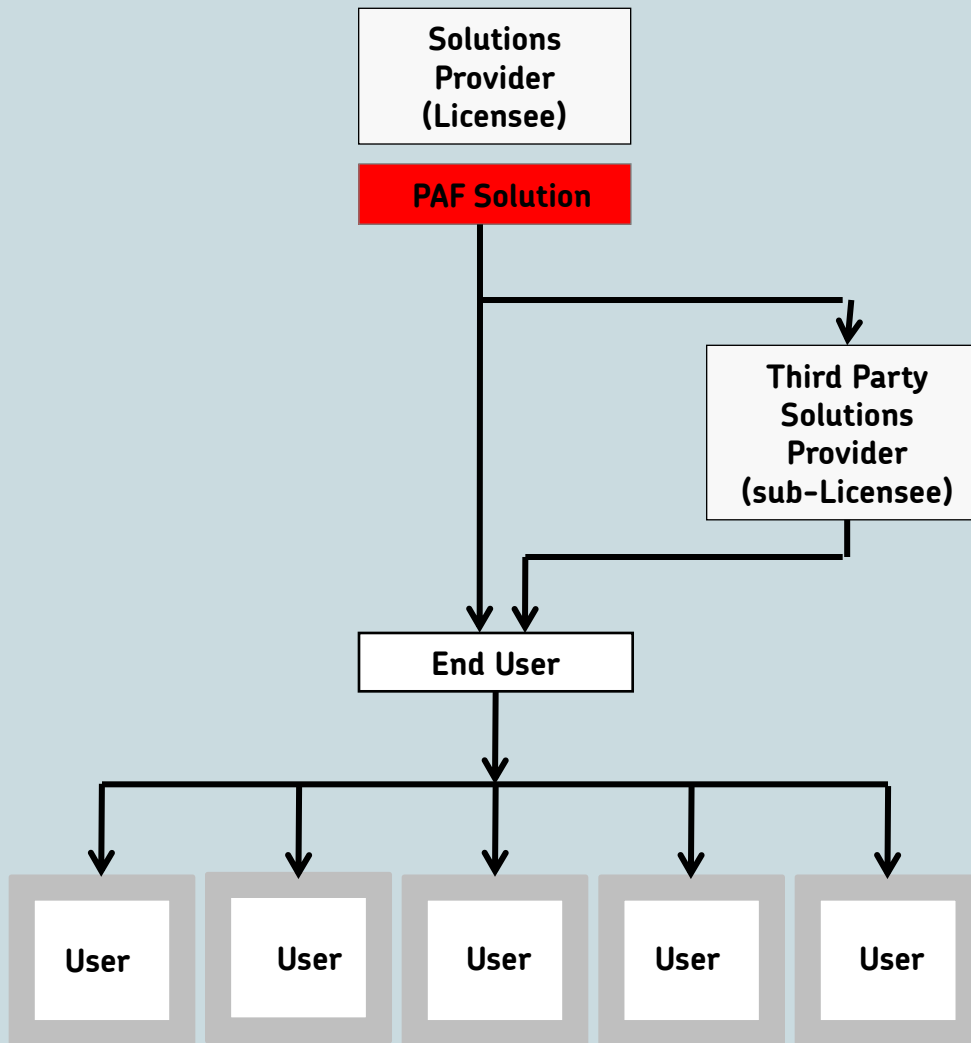 Solutions
Provider
(Licensee)
PAF Solution
Third Party
Solutions
Provider
(sub-Licensee)
End User
User
User
User
User
User